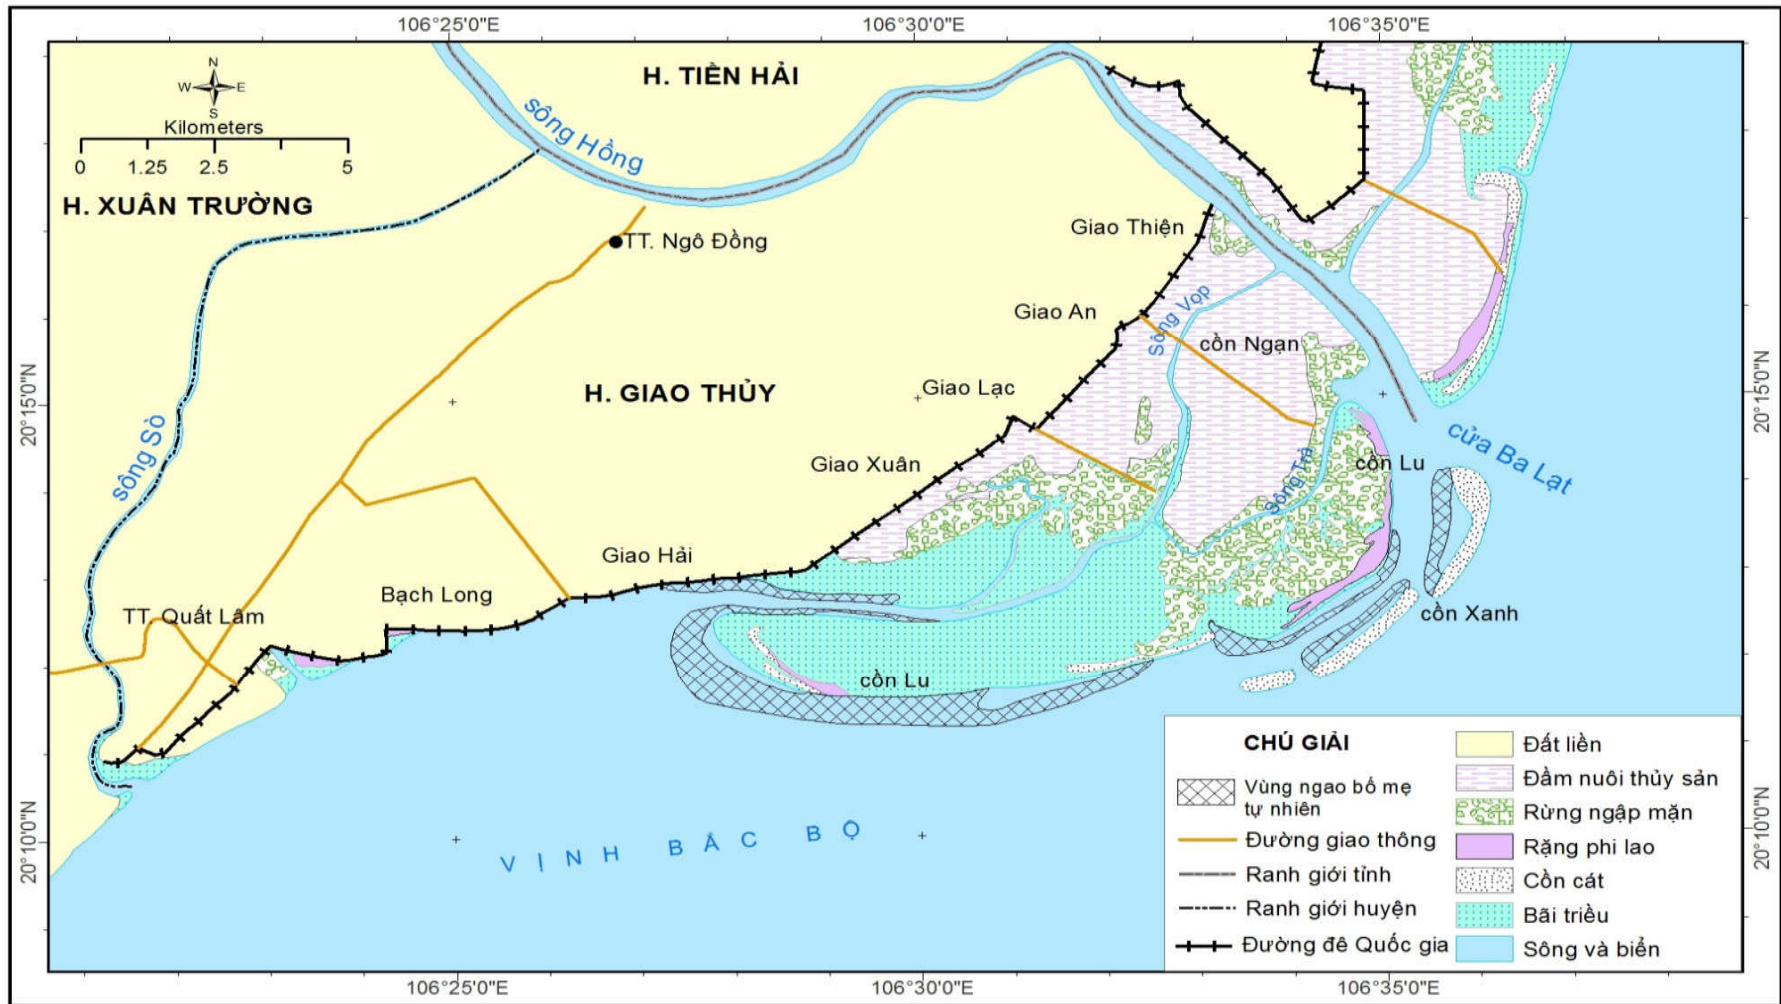 106°25'0"E
106°30'0"E
106°35'0"E
N
W E
S
Kilometers
0 1.25 2.5 5
H. TIỀN HẢI
sông Hồng
H. XUÂN TRƯỜNG
TT. Ngô Đồng
Giao Thiện
Giao An
Sông Vọp
cồn Ngạn
20°15'0"N
H. GIAO THỦY
Giao Lạc
20°15'0"N
sông Sò
Giao Xuân
Sông Trà
cồn Lu
cửa Ba Lạt
Giao Hải
Bạch Long
TT. Quất Lâm
cồn Xanh
cồn Lu
20°10'0"N
VỊNH BẮC BỘ
20°10'0"N
CHÚ GIẢI
Vùng ngao bố mẹ
tự nhiên
Đường giao thông
Ranh giới tỉnh
Ranh giới huyện
Đường đê Quốc gia
Đất liền
Đầm nuôi thủy sản
Rừng ngập mặn
Rặng phi lao
Cồn cát
Bãi triều
Sông và biển
106°25'0"E
106°30'0"E
106°35'0"E